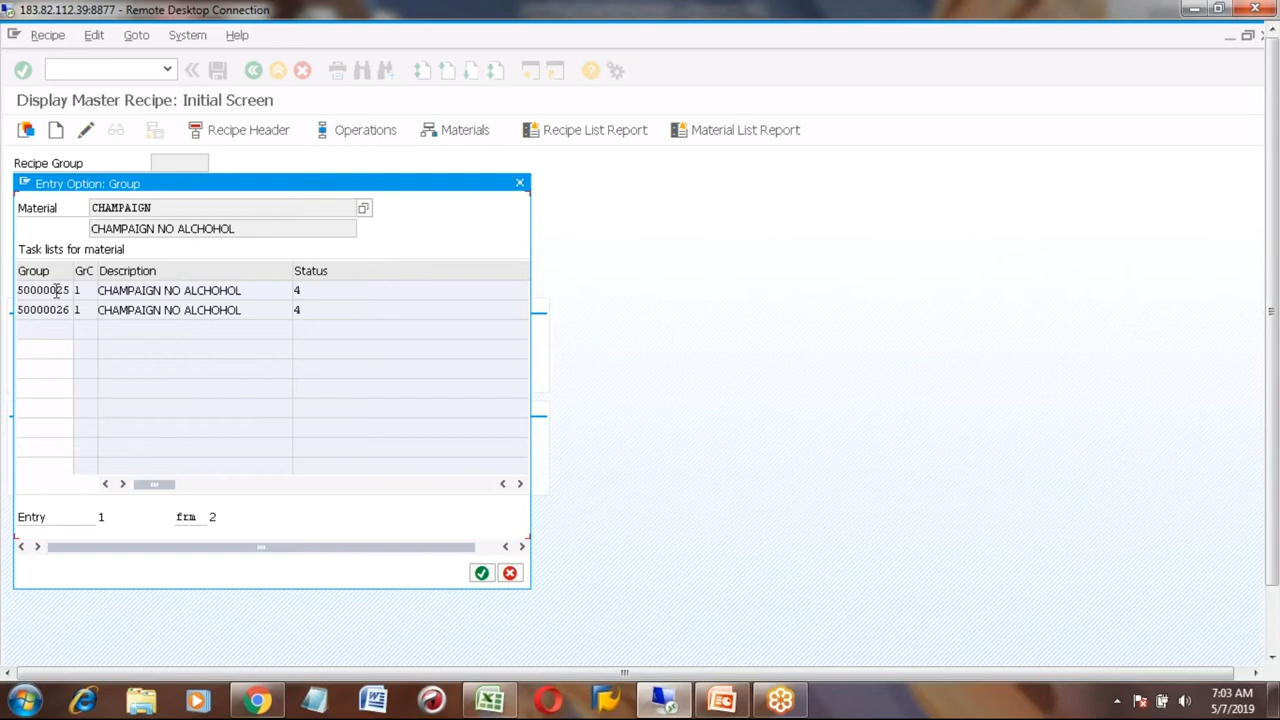 183.82.112.39:8877 - Remote Desktop Connection
Recipe Edit Goto System Help
Display Master Recipe: Initial Screen
Recipe Header Operations Materials Recipe List Report Material List Report
Recipe Group
Entry Option: Group
Material CHAMPAIGN
CHAMPAIGN NO ALCHOHOL
Task lists for material
Group GrC Description Status
50000025 1 CHAMPAIGN NO ALCHOHOL 4
50000026 1 CHAMPAIGN NO ALCHOHOL 4
Entry 1 frm 2
7:03 AM
5/7/2019